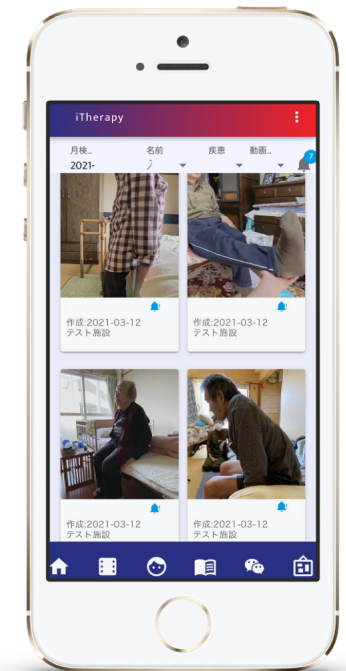 iTherapy
月検… 名前 疾患 動画…
2021-
7
作成:2021-03-12 作成:2021-03-12
テスト施設 テスト施設
作成:2021-03-12 作成:2021-03-12
テスト施設 テスト施設